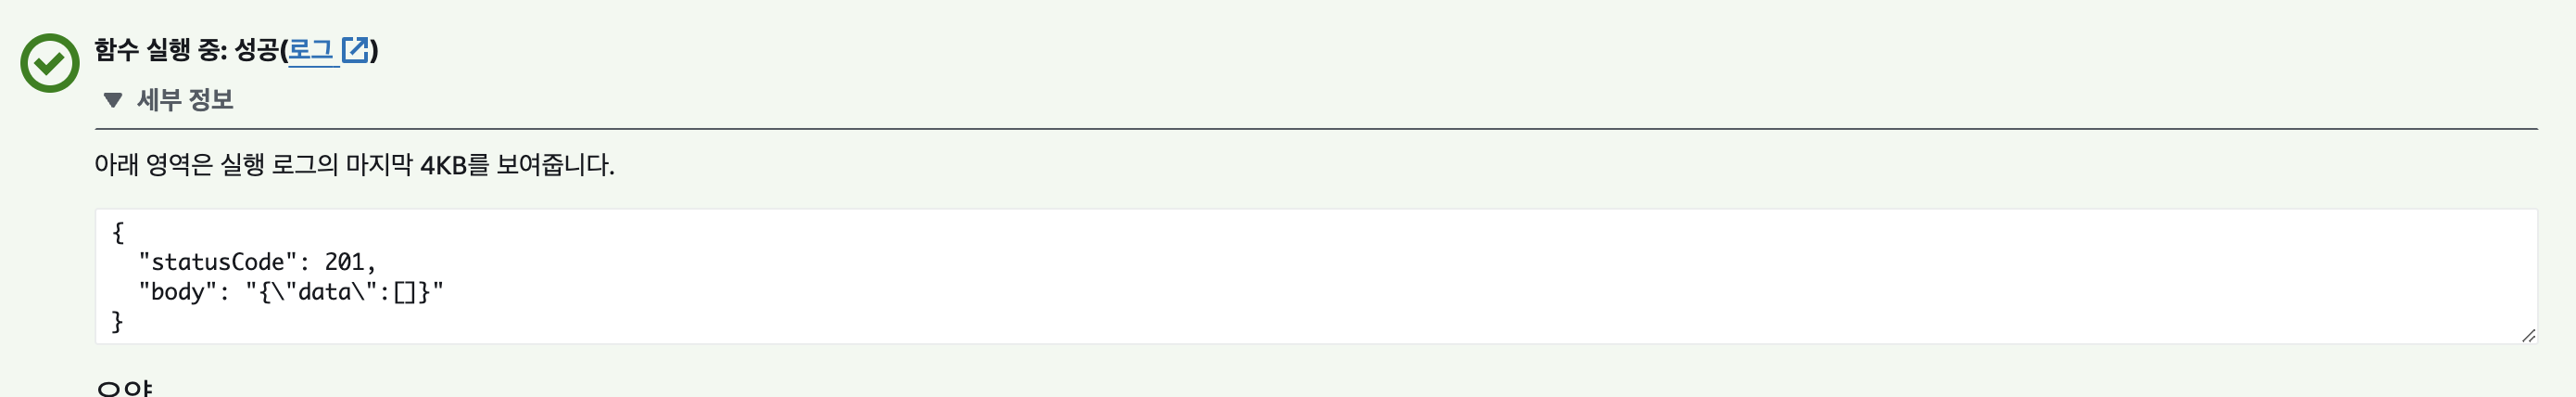 함수 실행 중: 성공(로그)
세부 정보
아래 영역은 실행 로그의 마지막 4KB를 보여줍니다.
{
  "statusCode": 201,
  "body": "{\"data\":[]}"
}
요약